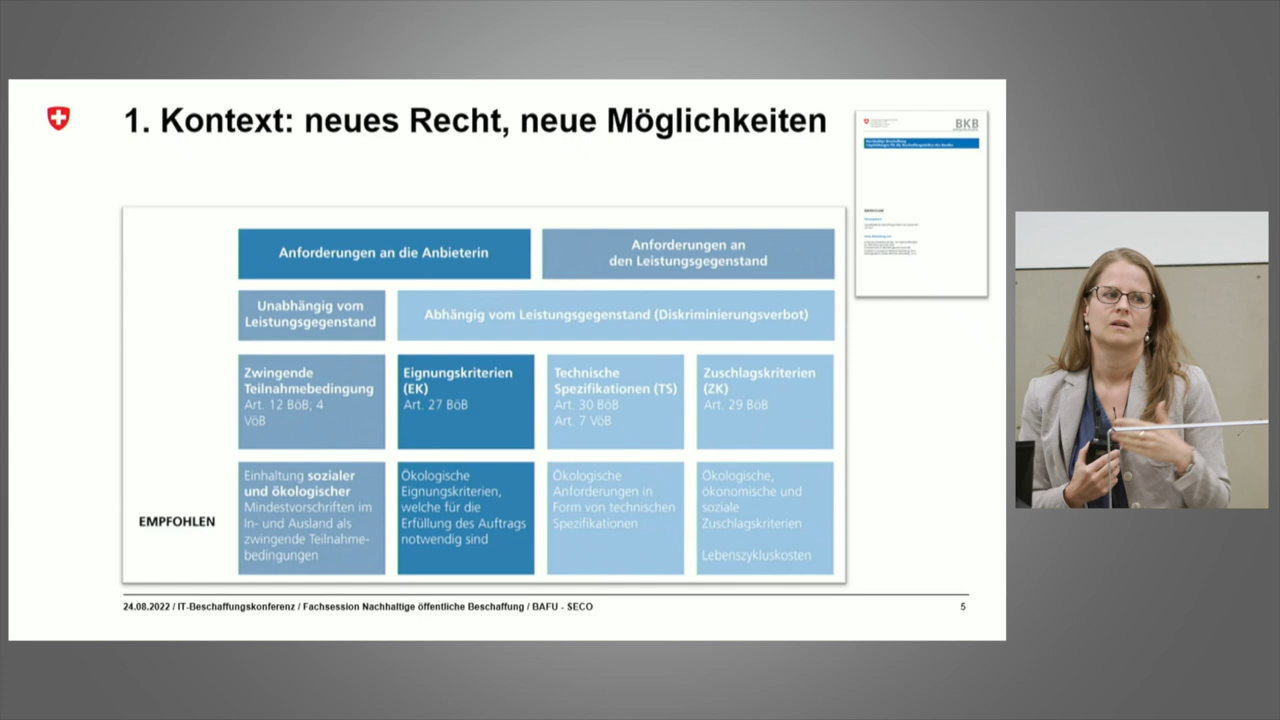 1. Kontext: neues Recht, neue Möglichkeiten
BKB
Anforderungen an die Anbieterin
Anforderungen an
den Leistungsgegenstand
Unabhängig vom
Leistungsgegenstand
Abhängig vom Leistungsgegenstand (Diskriminierungsverbot)
Zwingende
Teilnahmebedingung
Art. 12 BöB; 4
VöB
Eignungskriterien
(EK)
Art. 27 BöB
Technische
Spezifikationen (TS)
Art. 30 BöB
Art. 7 VöB
Zuschlagskriterien
(ZK)
Art. 29 BöB
EMPFOHLEN
Einhaltung sozialer
und ökologischer
Mindestvorschriften im
In- und Ausland als
zwingende Teilnahme-
bedingungen
Ökologische
Eignungskriterien,
welche für die
Erfüllung des Auftrags
notwendig sind
Ökologische
Anforderungen in
Form von technischen
Spezifikationen
Ökologische,
ökonomische und
soziale
Zuschlagskriterien
Lebenszykluskosten
24.08.2022 / IT-Beschaffungskonferenz / Fachsession Nachhaltige öffentliche Beschaffung / BAFU - SECO
5